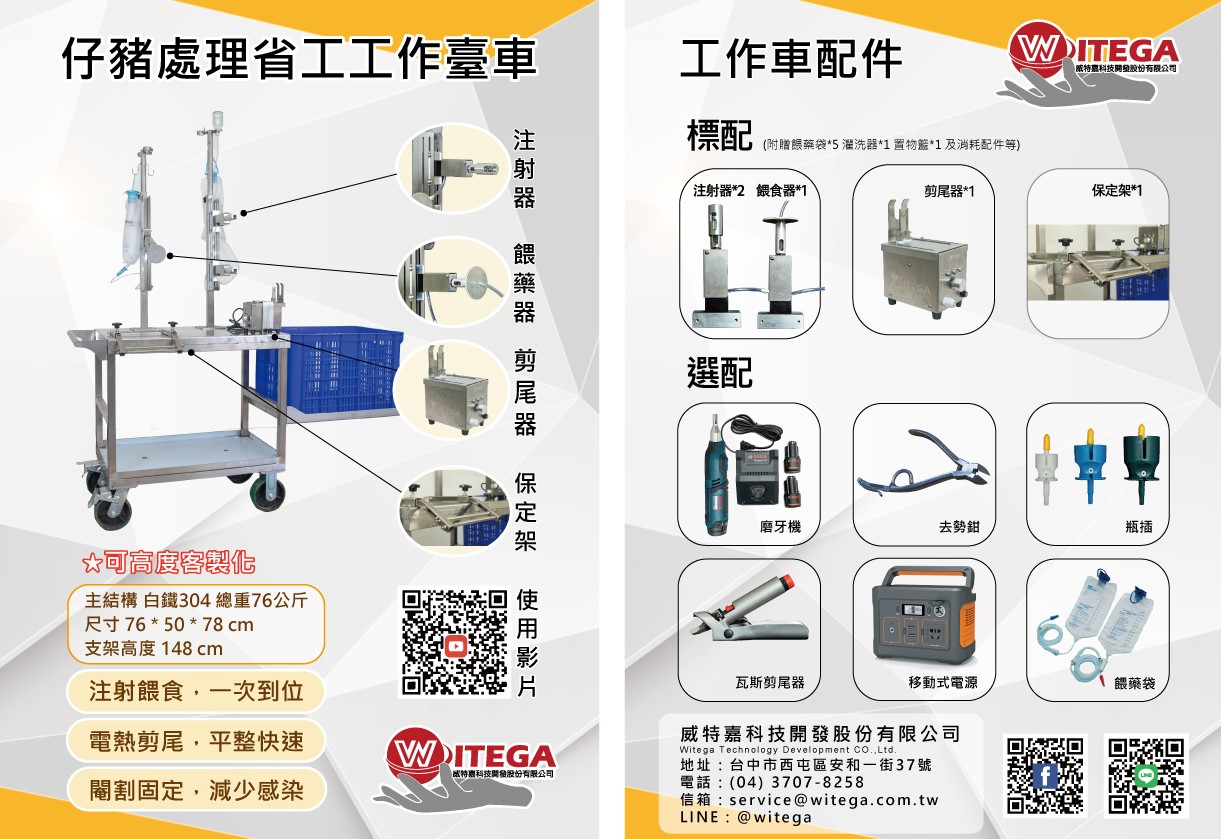 仔豬處理省工工作臺車
注射器
餵藥器
剪尾器
保定架
★可高度客製化
主結構 白鐵304 總重76公斤
尺寸 76 * 50 * 78 cm
支架高度 148 cm
使用影片
注射餵食，一次到位
電熱剪尾，平整快速
閹割固定，減少感染
WITEGA
威特嘉科技開發股份有限公司
工作車配件
WITEGA
威特嘉科技開發股份有限公司
標配 (附贈餵藥袋*5 灌洗器*1 置物籃*1 及消耗配件等)
注射器*2 餵食器*1
剪尾器*1
保定架*1
選配
磨牙機
去勢鉗
瓶插
瓦斯剪尾器
移動式電源
餵藥袋
威特嘉科技開發股份有限公司
Witega Technology Development CO.,Ltd.
地址：台中市西屯區安和一街37號
電話：(04) 3707-8258
信箱：service@witega.com.tw
LINE：@witega